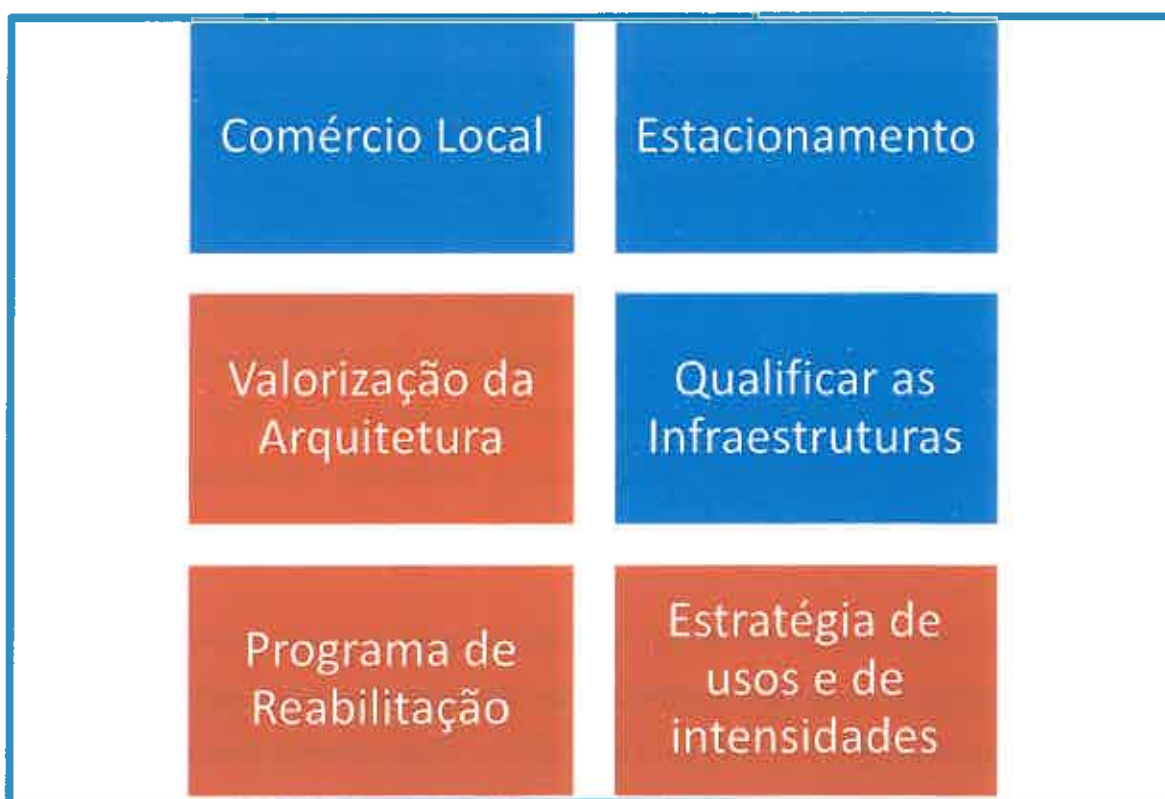 Comércio Local
Estacionamento
Valorização da
Arquitetura
Qualificar as
Infraestruturas
Programa de
Reabilitação
Estratégia de
usos e de
intensidades